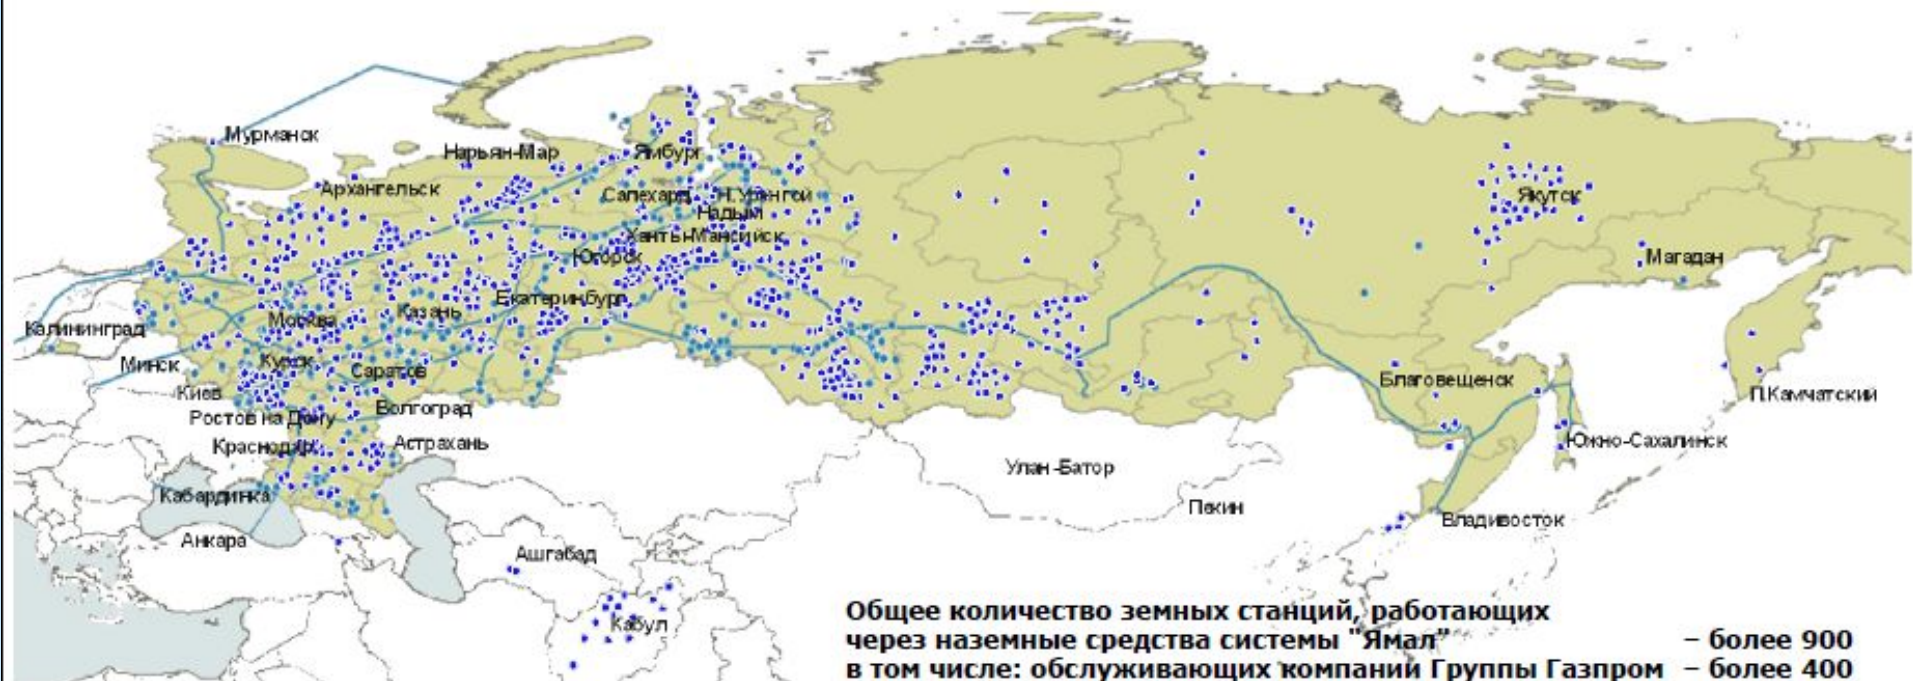 Мурманск
Нарьян-Мар
Ямбург
Архангельск
Салехард
Н.Уренгой
Якутск
Надым
Ханты-Мансийск
Югорск
Магадан
Екатеринбург
Казань
Москва
Калининград
Минск
Курск
Саратов
Благовещенск
Киев
П.Камчатский
Волгоград
Ростов на Дону
Краснодар
Астрахань
Южно-Сахалинск
Улан-Батор
Кабардинка
Пекин
Владивосток
Анкара
Ашгабад
Кабул
Общее количество земных станций, работающих
через наземные средства системы "Ямал" – более 900
в том числе: обслуживающих компании Группы Газпром – более 400